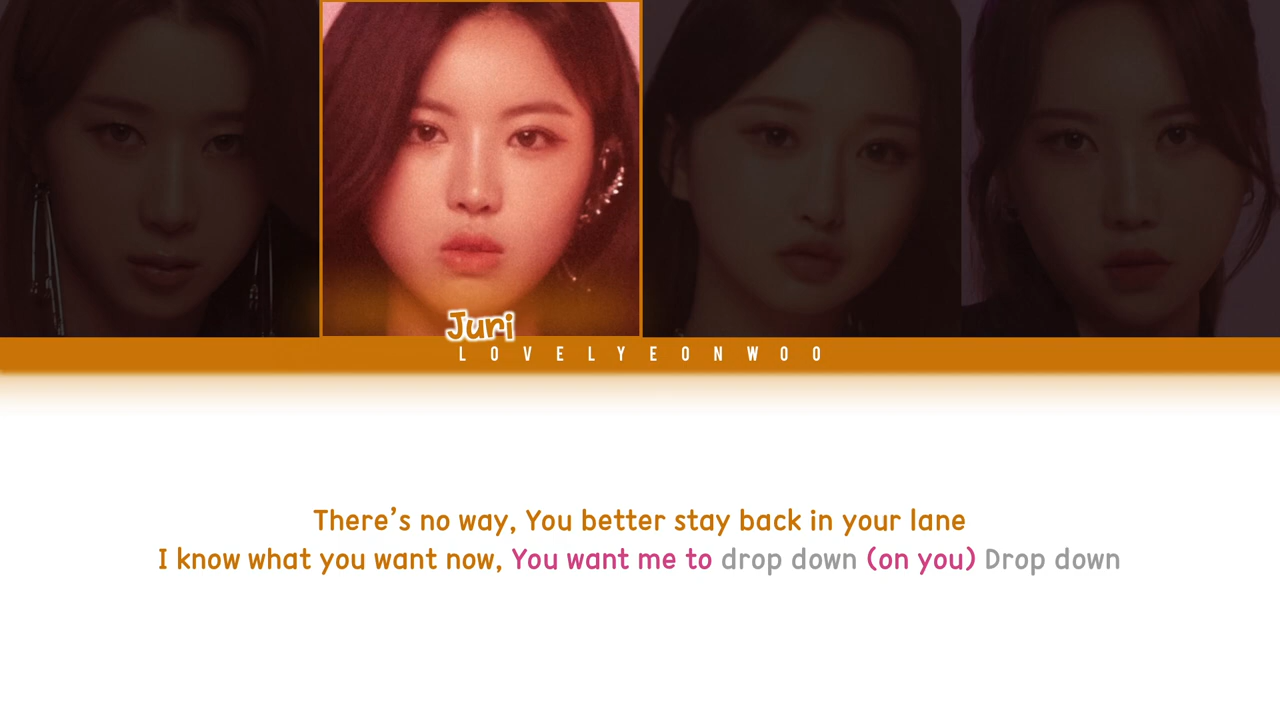 Juri
LOVELYEONWOO
There’s no way, You better stay back in your lane
I know what you want now, You want me to drop down (on you) Drop down